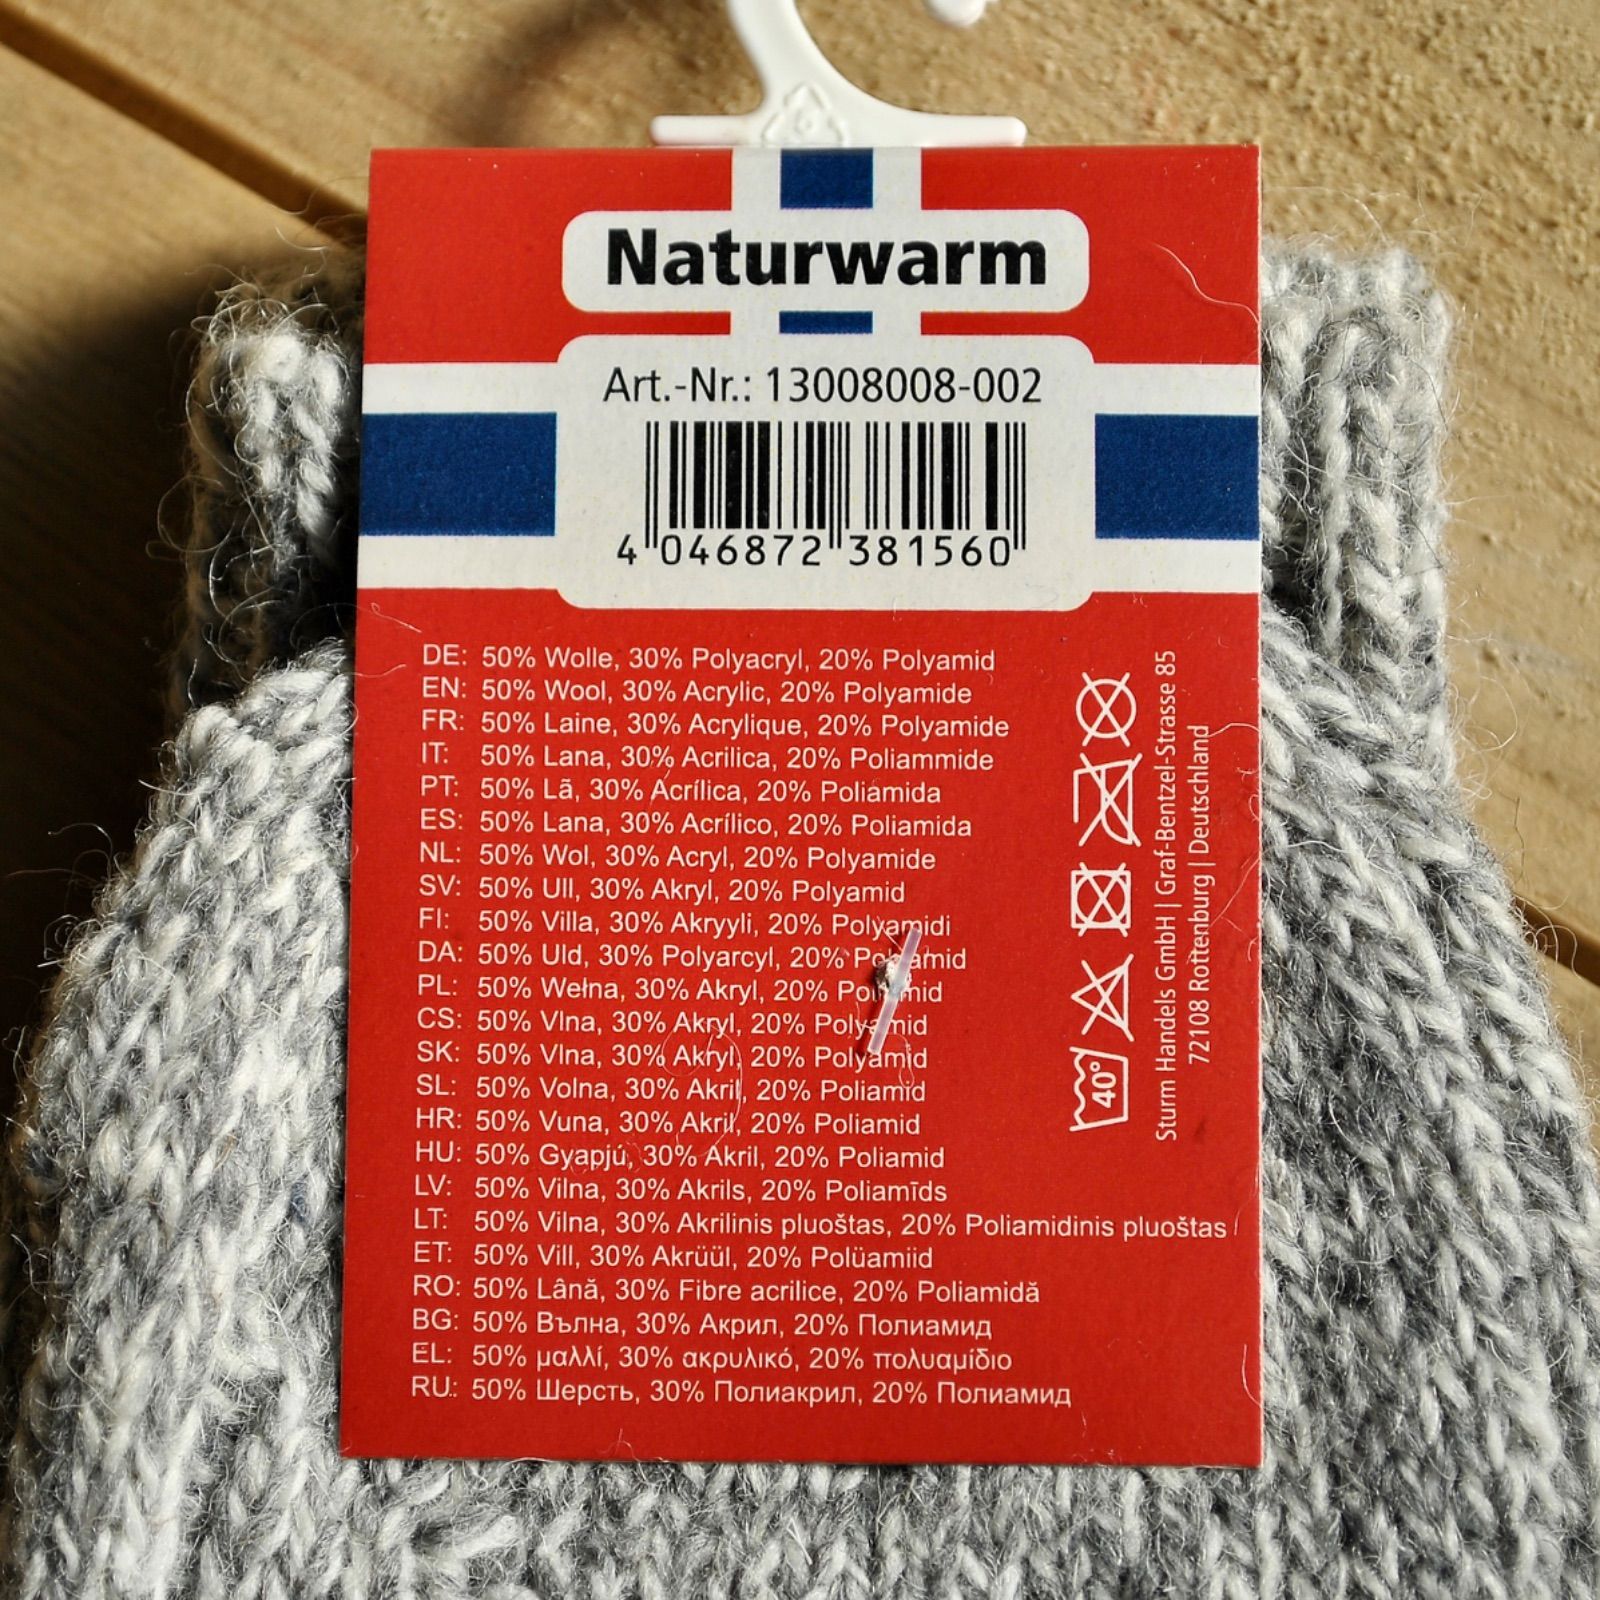 Naturwarm
Art.-Nr.: 13008008-002
4 046872 381560
DE: 50% Wolle, 30% Polyacryl, 20% Polyamid
EN: 50% Wool, 30% Acrylic, 20% Polyamide
FR: 50% Laine, 30% Acrylique, 20% Polyamide
IT: 50% Lana, 30% Acrilica, 20% Poliammide
PT: 50% Lã, 30% Acrílica, 20% Poliamida
ES: 50% Lana, 30% Acrílico, 20% Poliamida
NL: 50% Wol, 30% Acryl, 20% Polyamide
SV: 50% Ull, 30% Akryl, 20% Polyamid
FI: 50% Villa, 30% Akryyli, 20% Polyamidi
DA: 50% Uld, 30% Polyarcyl, 20% Polyamid
PL: 50% Wełna, 30% Akryl, 20% Poliamid
CS: 50% Vlna, 30% Akryl, 20% Polyamid
SK: 50% Vlna, 30% Akryl, 20% Polyamid
SL: 50% Volna, 30% Akril, 20% Poliamid
HR: 50% Vuna, 30% Akril, 20% Poliamid
HU: 50% Gyapjú, 30% Akril, 20% Poliamid
LV: 50% Vilna, 30% Akrils, 20% Poliamīds
LT: 50% Vilna, 30% Akrilinis pluoštas, 20% Poliamidinis pluoštas
ET: 50% Vill, 30% Akrüül, 20% Polüamiid
RO: 50% Lână, 30% Fibre acrilice, 20% Poliamidă
BG: 50% Вълна, 30% Акрил, 20% Полиамид
EL: 50% μαλλί, 30% ακρυλικό, 20% πολυαμίδιο
RU: 50% Шерсть, 30% Полиакрил, 20% Полиамид
40°
Sturm Handels GmbH | Graf-Bentzel-Strasse 85
72108 Rottenburg | Deutschland